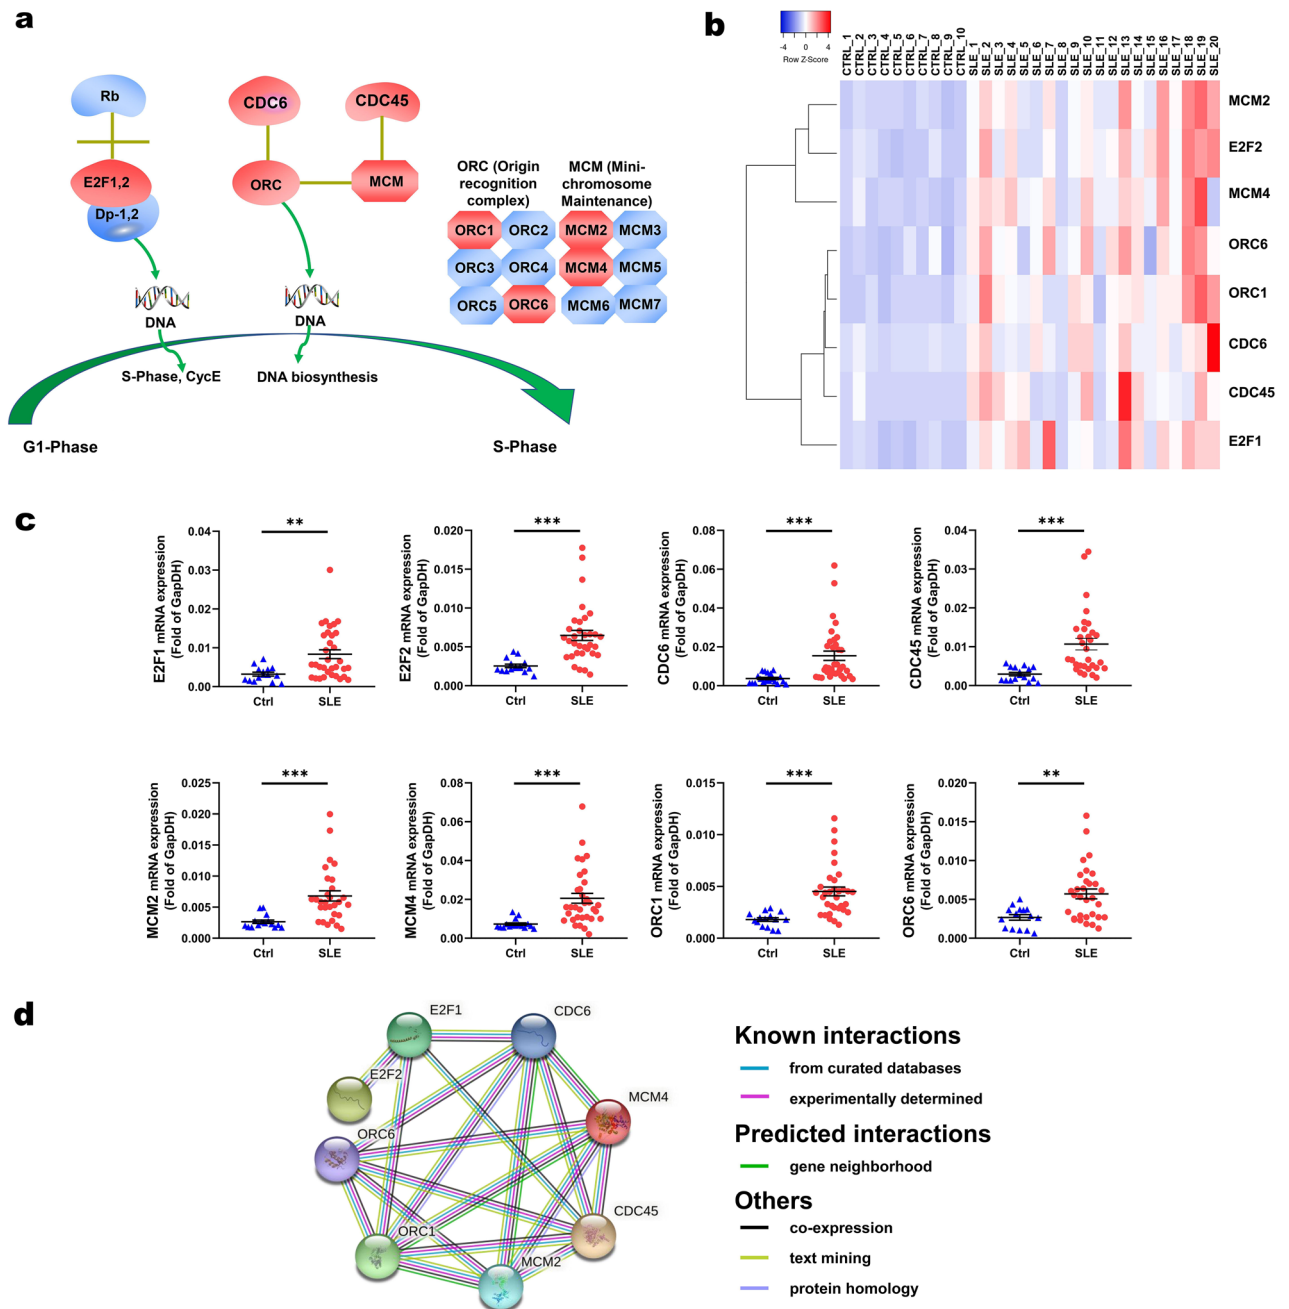 a
Rb
E2F1,2
Dp-1,2
DNA
S-Phase, CycE
CDC6
CDC45
ORC
MCM
DNA
DNA biosynthesis
G1-Phase
S-Phase
ORC (Origin
recognition
complex)
MCM (Mini-
chromosome
Maintenance)
ORC1 ORC2 MCM2 MCM3
ORC3 ORC4 MCM4 MCM5
ORC5 ORC6 MCM6 MCM7
b
-4 0 4
Row Z-Score
CTRL_1
CTRL_2
CTRL_3
CTRL_4
CTRL_5
CTRL_6
CTRL_7
CTRL_8
CTRL_9
CTRL_10
SLE_1
SLE_2
SLE_3
SLE_4
SLE_5
SLE_6
SLE_7
SLE_8
SLE_9
SLE_10
SLE_11
SLE_12
SLE_13
SLE_14
SLE_15
SLE_16
SLE_17
SLE_18
SLE_19
SLE_20
MCM2
E2F2
MCM4
ORC6
ORC1
CDC6
CDC45
E2F1
c
E2F1 mRNA expression
(Fold of GapDH)
0.04
0.03
0.02
0.01
0.00
**
Ctrl SLE
E2F2 mRNA expression
(Fold of GapDH)
0.020
0.015
0.010
0.005
0.000
***
Ctrl SLE
CDC6 mRNA expression
(Fold of GapDH)
0.08
0.06
0.04
0.02
0.00
***
Ctrl SLE
CDC45 mRNA expression
(Fold of GapDH)
0.04
0.03
0.02
0.01
0.00
***
Ctrl SLE
MCM2 mRNA expression
(Fold of GapDH)
0.025
0.020
0.015
0.010
0.005
0.000
***
Ctrl SLE
MCM4 mRNA expression
(Fold of GapDH)
0.08
0.06
0.04
0.02
0.00
***
Ctrl SLE
ORC1 mRNA expression
(Fold of GapDH)
0.015
0.010
0.005
0.000
***
Ctrl SLE
ORC6 mRNA expression
(Fold of GapDH)
0.020
0.015
0.010
0.005
0.000
**
Ctrl SLE
d
E2F1
CDC6
E2F2
MCM4
ORC6
CDC45
ORC1
MCM2
Known interactions
from curated databases
experimentally determined
Predicted interactions
gene neighborhood
Others
co-expression
text mining
protein homology